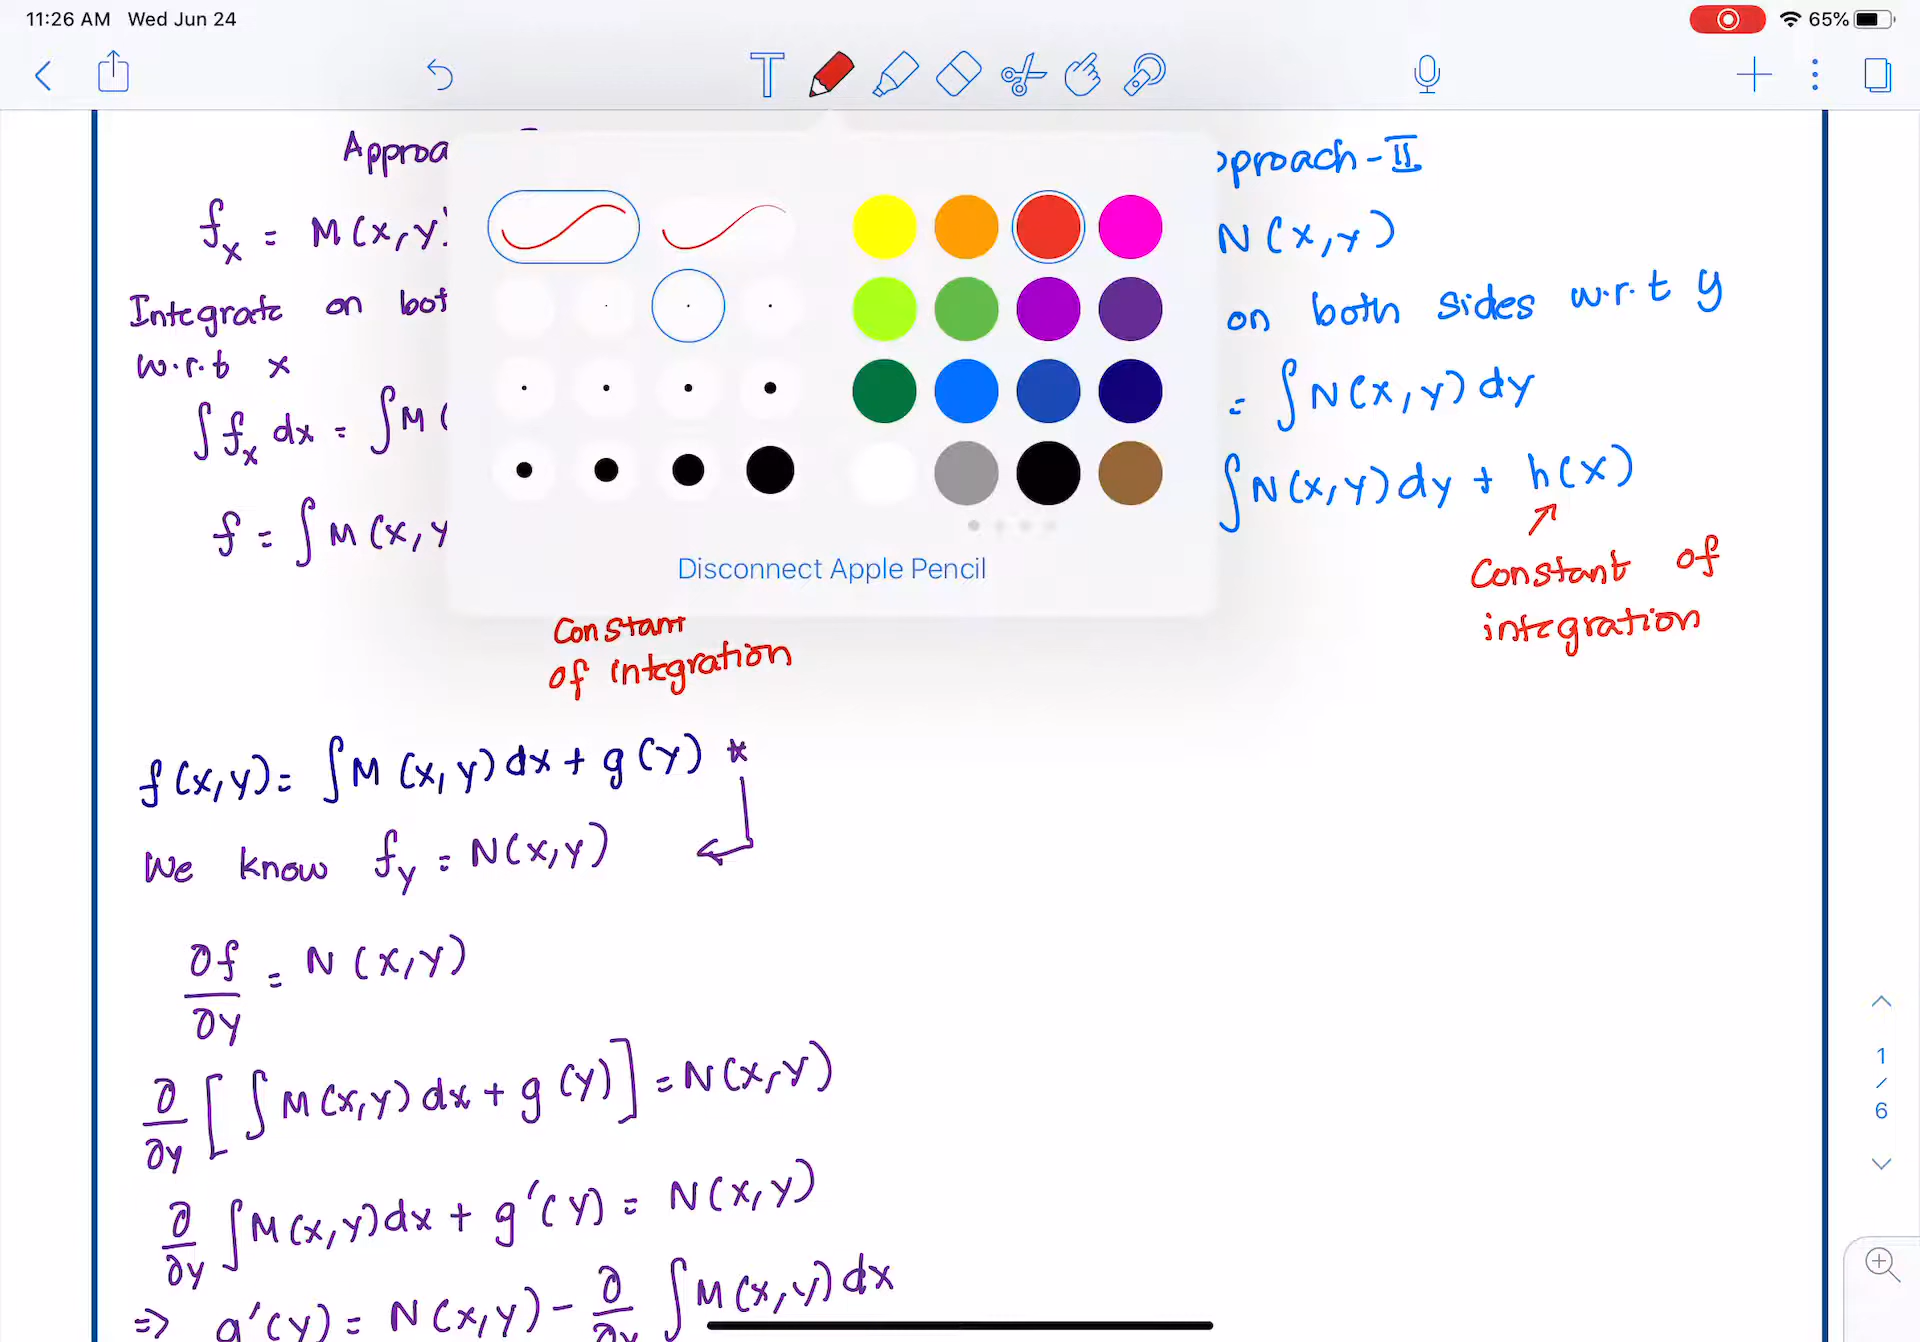 11:26 AM Wed Jun 24
65%
Approa
fx = M(x,y)
Integrate on bot
w.r.t x
∫ fx dx = ∫ M (
f = ∫ M (x, y
Disconnect Apple Pencil
Constant
of integration
pproach - II
N(x,y)
on both sides w.r.t y
= ∫ N(x,y) dy
∫ N(x,y) dy + h(x)
Constant of
integration
f(x,y) = ∫ M (x,y) dx + g(y) *
We know fy = N(x,y)
∂f/∂y = N(x,y)
∂/∂y [ ∫ M(x,y) dx + g(y) ] = N(x,y)
∂/∂y ∫ M(x,y) dx + g'(y) = N(x,y)
=> g'(y) = N(x,y) - ∂/∂y ∫ M(x,y) dx
1
/
6